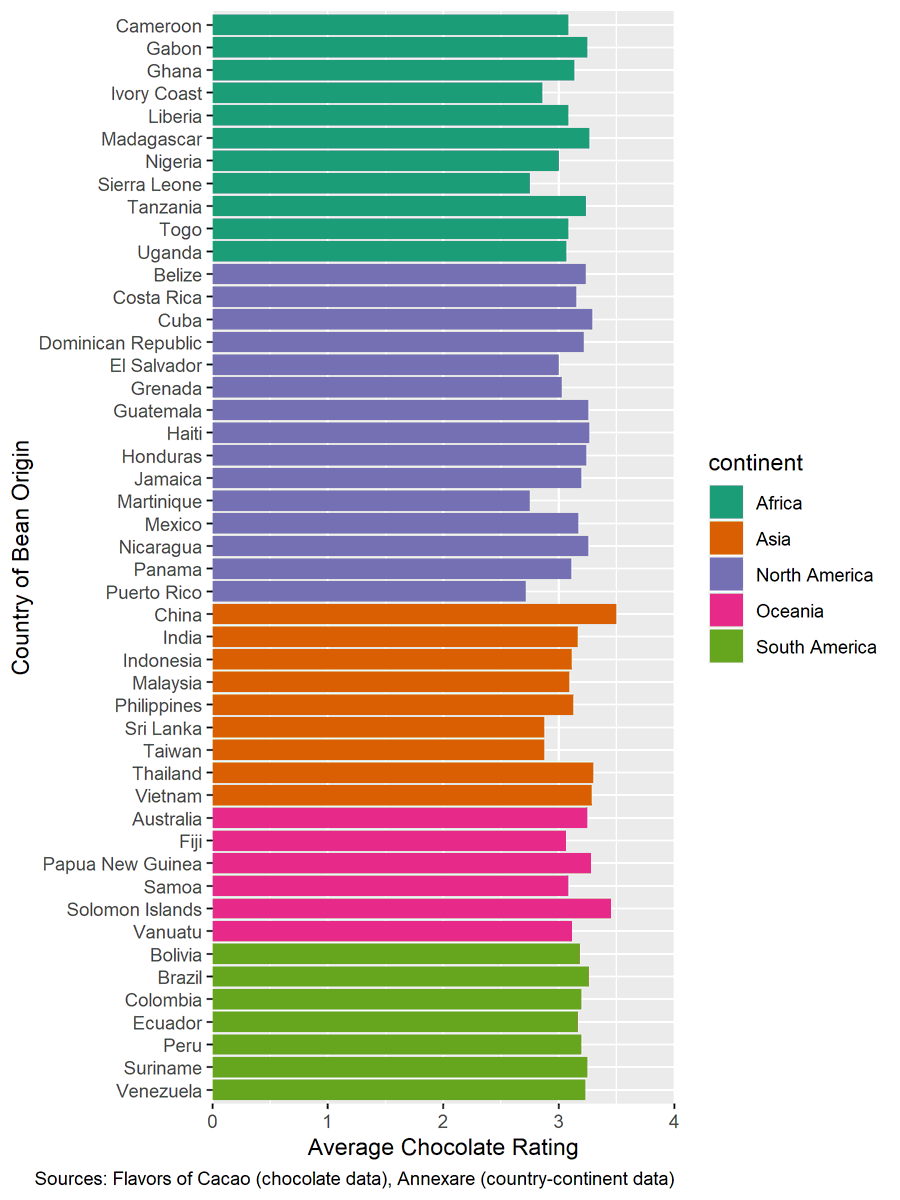 Cameroon
Gabon
Ghana
Ivory Coast
Liberia
Madagascar
Nigeria
Sierra Leone
Tanzania
Togo
Uganda
Belize
Costa Rica
Cuba
Dominican Republic
El Salvador
Grenada
Guatemala
Haiti
Honduras
Jamaica
Martinique
Mexico
Nicaragua
Panama
Puerto Rico
China
India
Indonesia
Malaysia
Philippines
Sri Lanka
Taiwan
Thailand
Vietnam
Australia
Fiji
Papua New Guinea
Samoa
Solomon Islands
Vanuatu
Bolivia
Brazil
Colombia
Ecuador
Peru
Suriname
Venezuela
Country of Bean Origin
0 1 2 3 4
Average Chocolate Rating
continent
Africa
Asia
North America
Oceania
South America
Sources: Flavors of Cacao (chocolate data), Annexare (country-continent data)